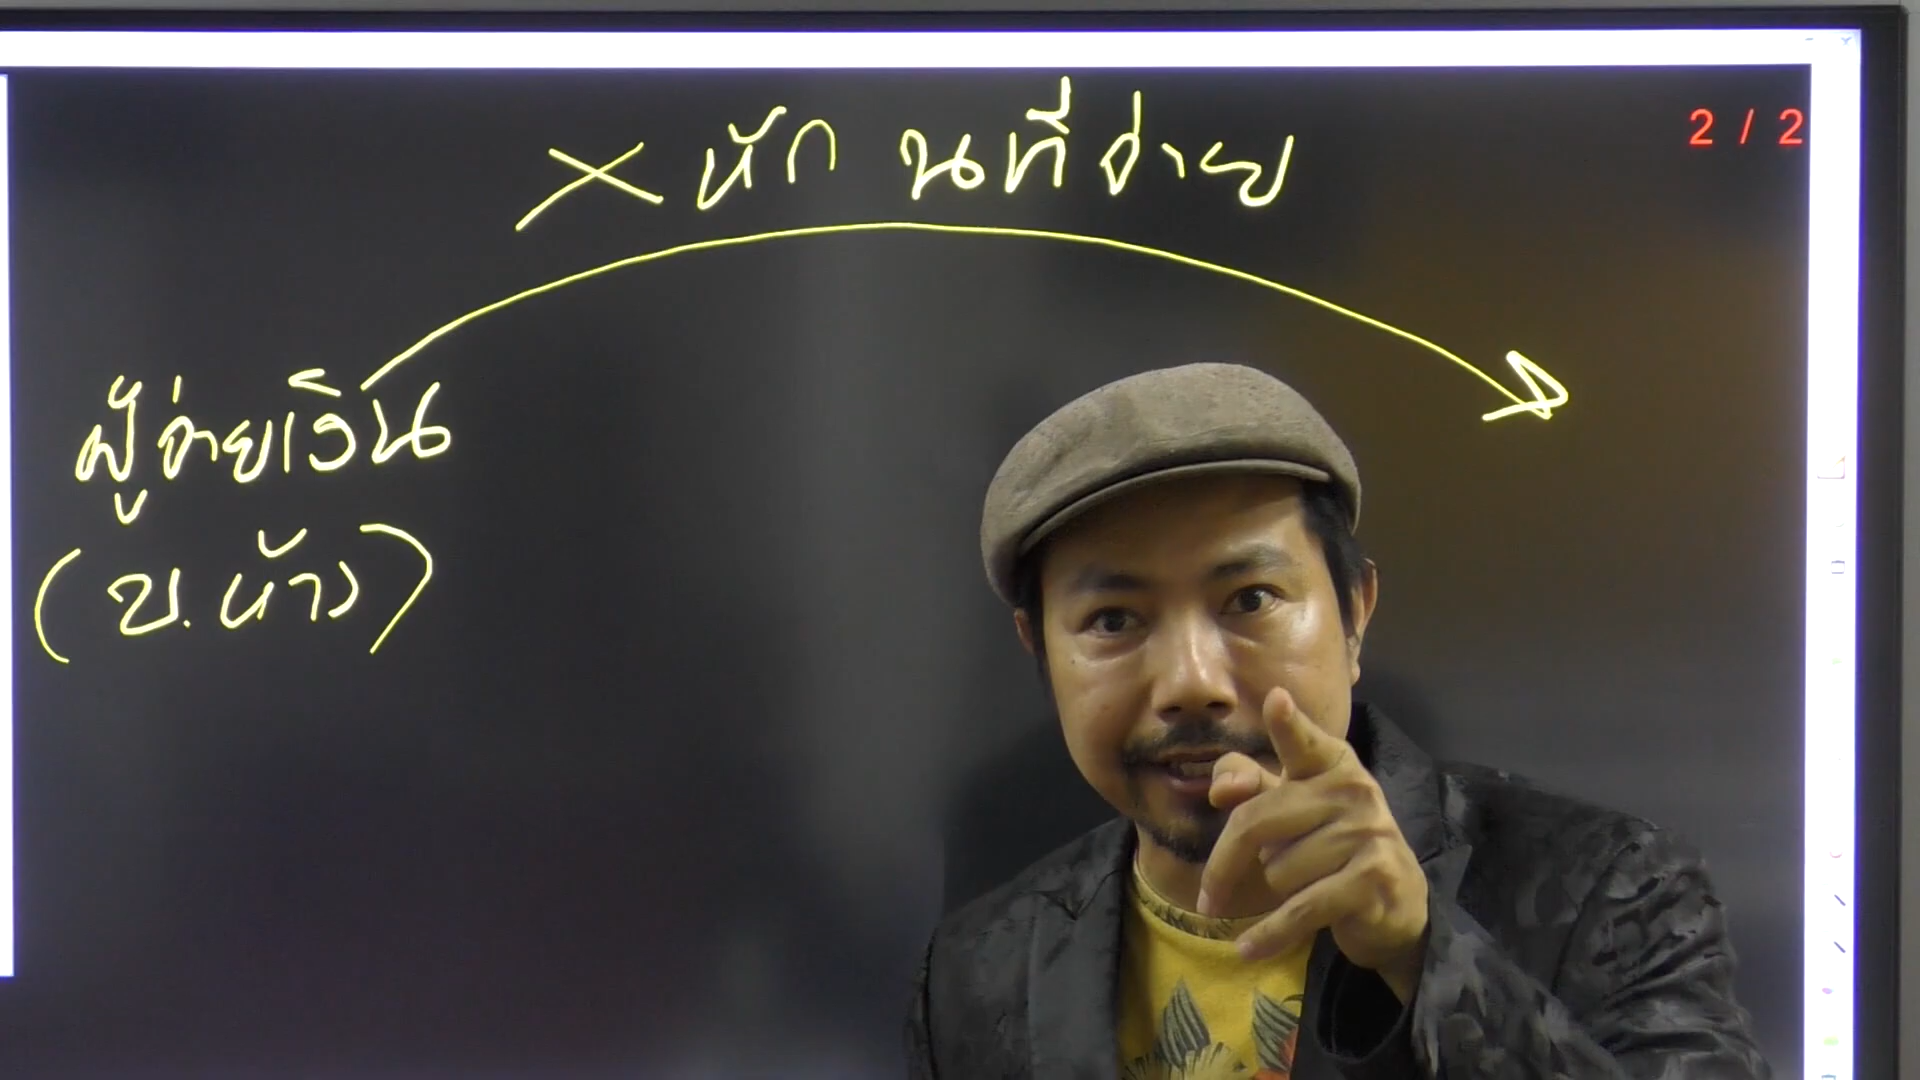 × หัก ณ ที่จ่าย
2 / 2
ผู้จ่ายเงิน
(บ. ห้าง)